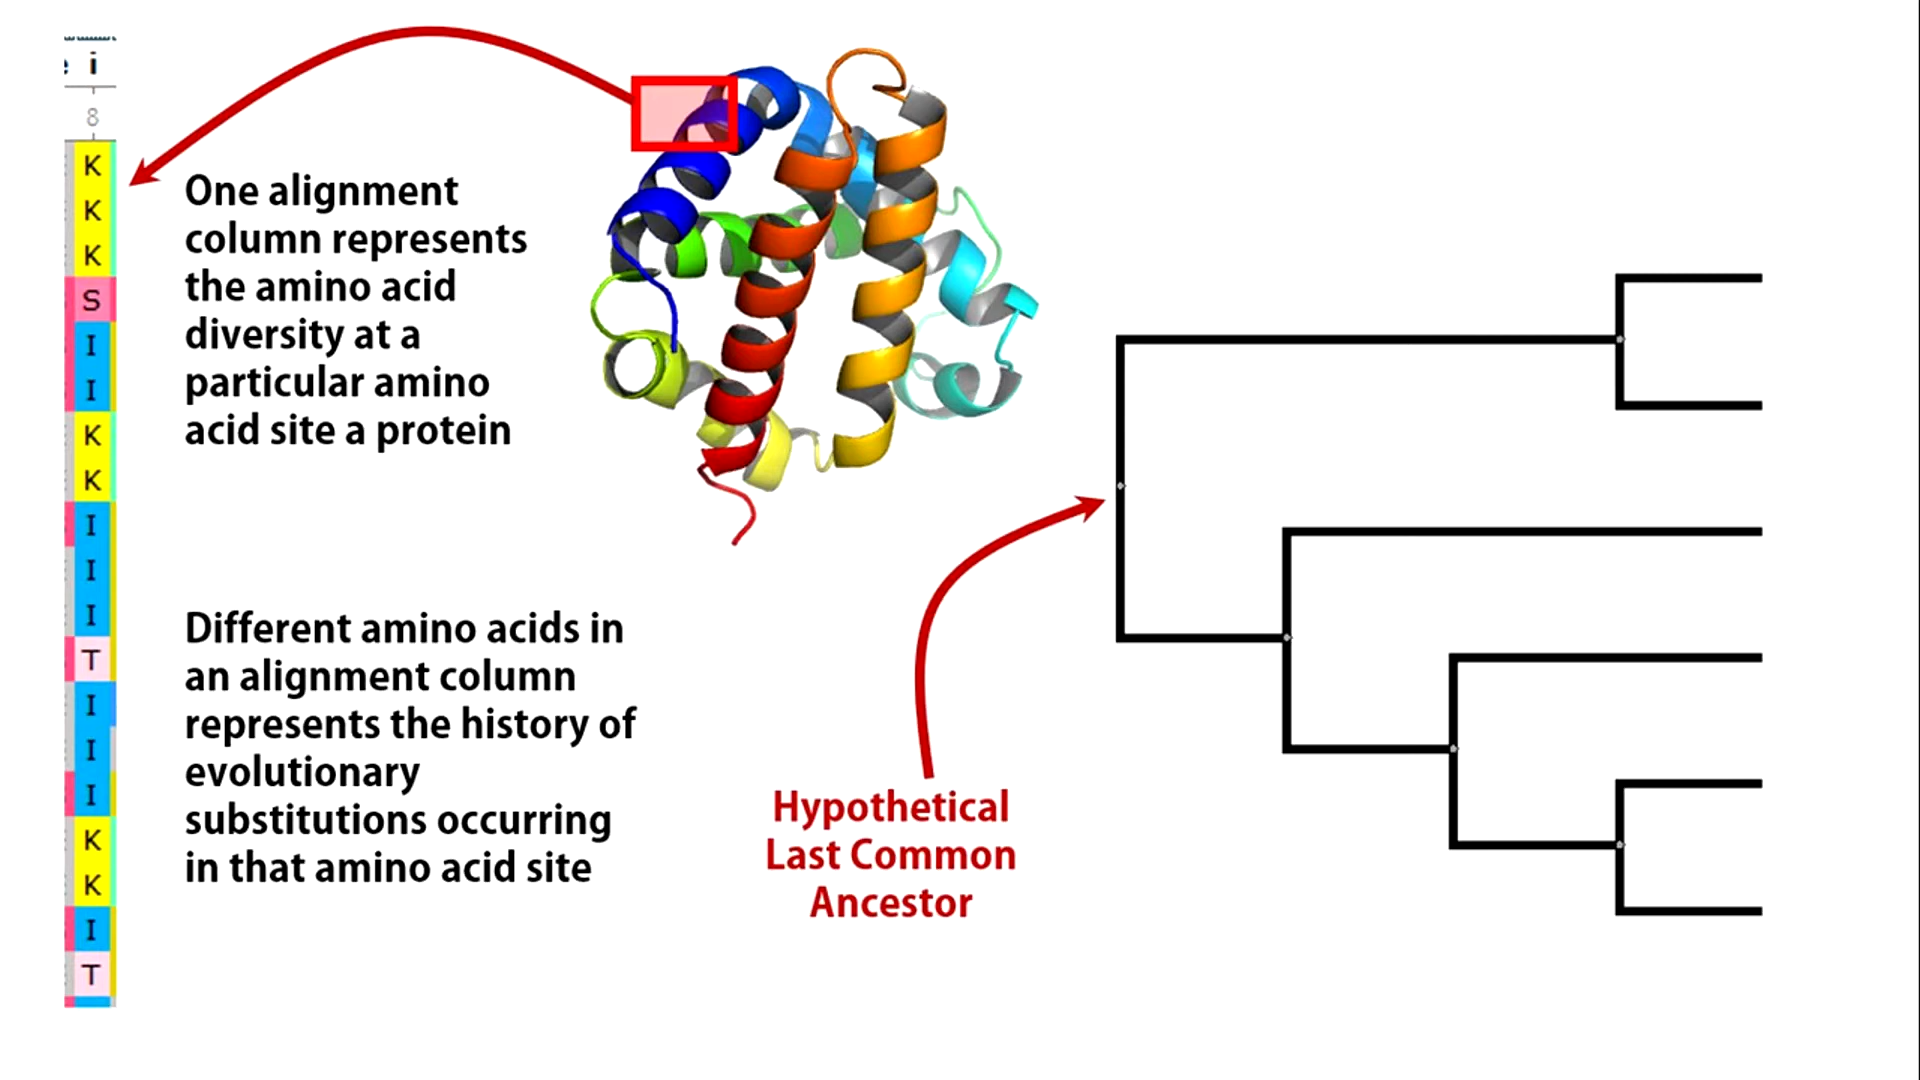 i
8
K
K
K
S
I
I
K
K
I
I
I
T
I
I
I
K
K
I
T
One alignment
column represents
the amino acid
diversity at a
particular amino
acid site a protein
Different amino acids in
an alignment column
represents the history of
evolutionary
substitutions occurring
in that amino acid site
Hypothetical
Last Common
Ancestor